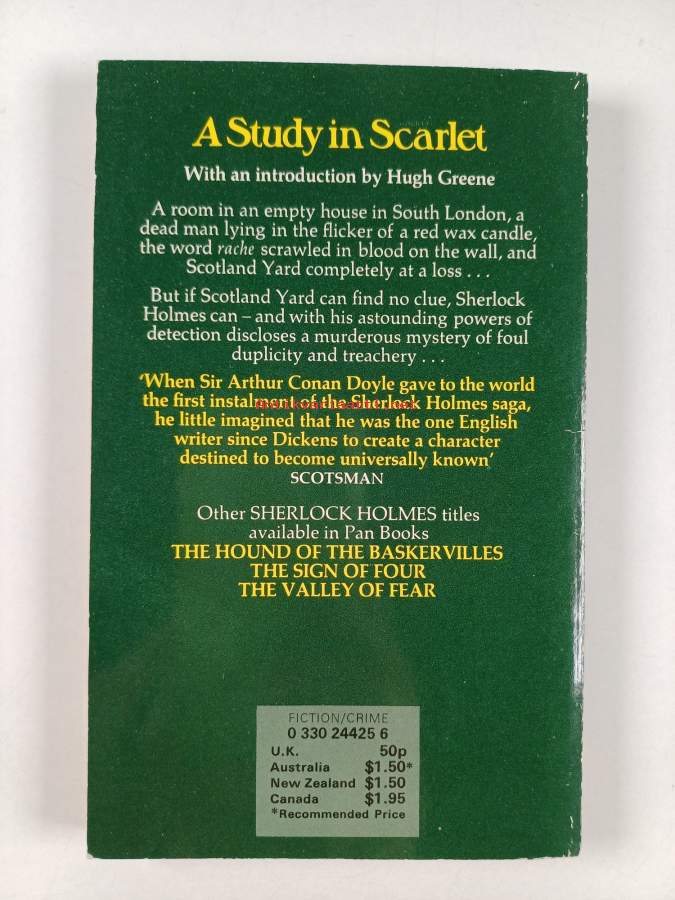 A Study in Scarlet
With an introduction by Hugh Greene
A room in an empty house in South London, a
dead man lying in the flicker of a red wax candle,
the word rache scrawled in blood on the wall, and
Scotland Yard completely at a loss . . .
But if Scotland Yard can find no clue, Sherlock
Holmes can – and with his astounding powers of
detection discloses a murderous mystery of foul
duplicity and treachery . . .
‘When Sir Arthur Conan Doyle gave to the world
the first instalment of the Sherlock Holmes saga,
he little imagined that he was the one English
writer since Dickens to create a character
destined to become universally known’
SCOTSMAN
Other SHERLOCK HOLMES titles
available in Pan Books
THE HOUND OF THE BASKERVILLES
THE SIGN OF FOUR
THE VALLEY OF FEAR
FICTION/CRIME
0 330 24425 6
U.K. 50p
Australia $1.50*
New Zealand $1.50
Canada $1.95
*Recommended Price